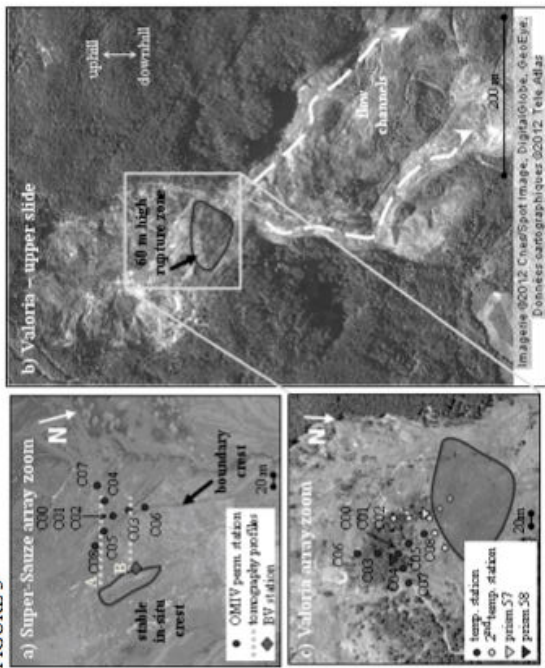 a) Super-Sauze array zoom
N
C00
C01
C02
C07
C04
C08
C05
C03
C06
A
B
stable
in-situ
crest
boundary
crest
20 m
OMIV perm. station
tomography profiles
BV station
b) Valoria – upper slide
uphill
downhill
60 m high
rupture zone
flow
channels
200 m
Imagerie ©2012 Cnes/Spot Image, DigitalGlobe, GeoEye,
Données cartographiques ©2012 Tele Atlas
c) Valoria array zoom
N
C06
C00
C01
C02
C03
C05
C07
C08
20m
temp. station
2nd temp. station
prism 57
prism 58